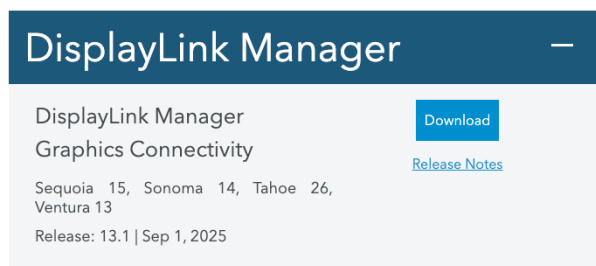 DisplayLink Manager
DisplayLink Manager
Graphics Connectivity
Download
Release Notes
Sequoia 15, Sonoma 14, Tahoe 26,
Ventura 13
Release: 13.1 | Sep 1, 2025